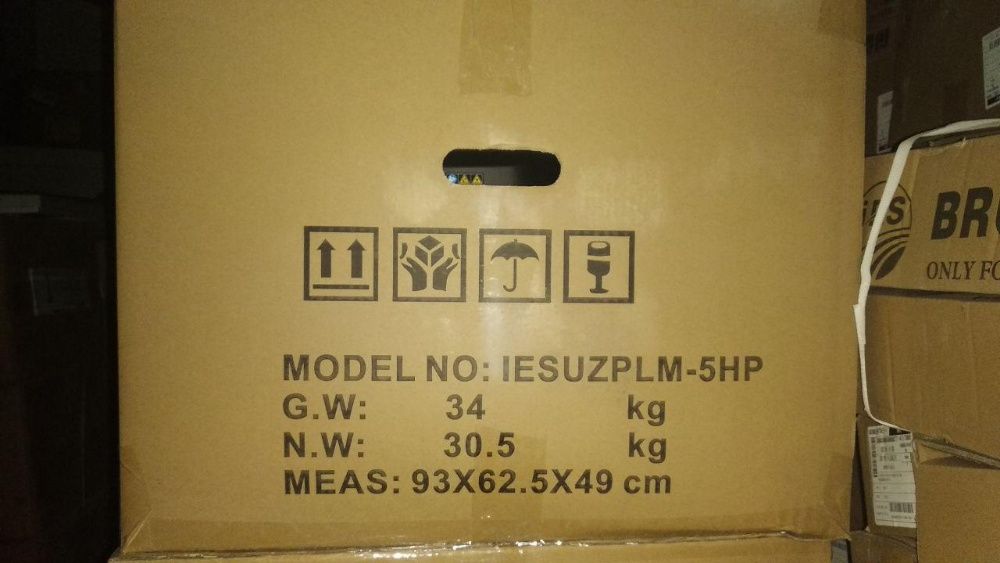 MODEL NO: IESUZPLM-5HP
G.W: 34 kg
N.W: 30.5 kg
MEAS: 93X62.5X49 cm
BR
ONLY FO